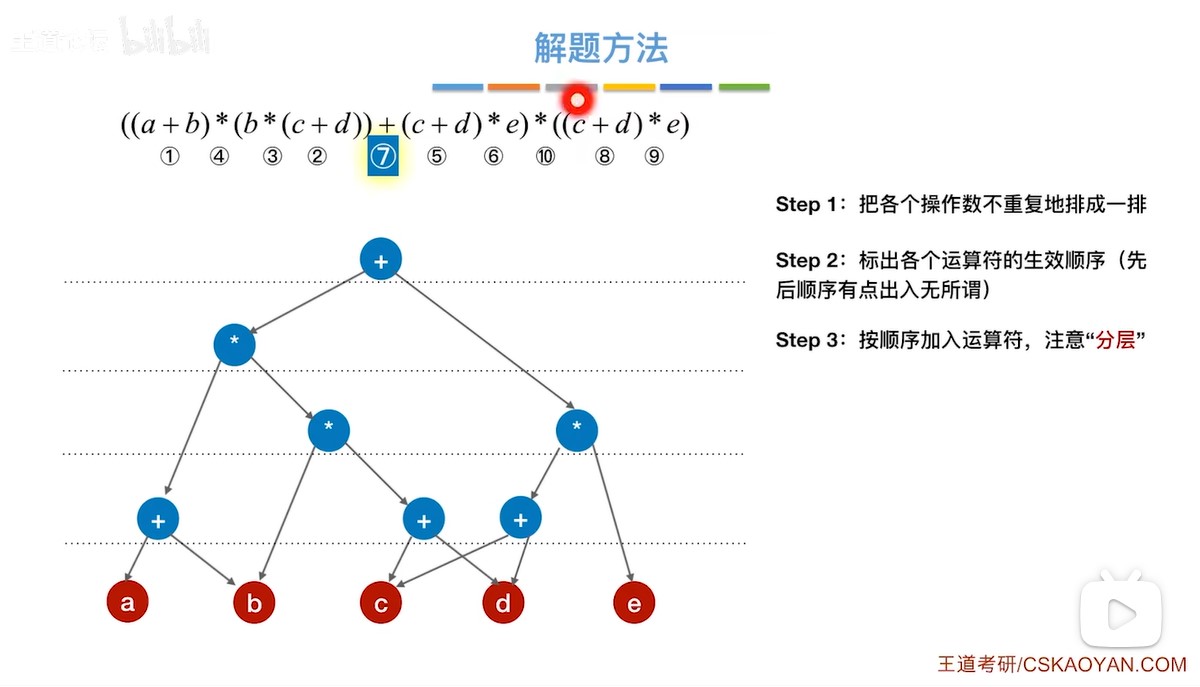 王道论坛 bilibili
解题方法
((a+b)*(b*(c+d))+(c+d)*e)*((c+d)*e)
① ④ ③ ② ⑦ ⑤ ⑥ ⑩ ⑧ ⑨
Step 1：把各个操作数不重复地排成一排
Step 2：标出各个运算符的生效顺序（先
后顺序有点出入无所谓）
Step 3：按顺序加入运算符，注意“分层”
+
*
* *
+ + +
a b c d e
王道考研/CSKAOYAN.COM